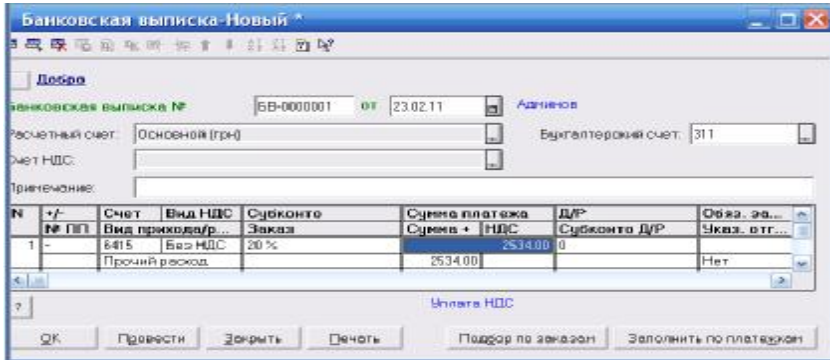 Банковская выписка-Новый *
Добро
Банковская выписка № БВ-0000001 от 23.02.11 Админов
Расчетный счет: Основной (грн) Бухгалтерский счет: 311
Счет НДС:
Примечание:
N +/- Счет Вид НДС Субконто Сумма платежа Д/Р Обяз. за...
№ ПП Вид прихода/р... Заказ Сумма + НДС Субконто Д/Р Указ. отг...
1 - 6415 Без НДС 20 % 2534.00 0
Прочий расход 2534.00 Нет
? Уплата НДС
OK Провести Закрыть Печать Подбор по заказам Заполнить по платежкам